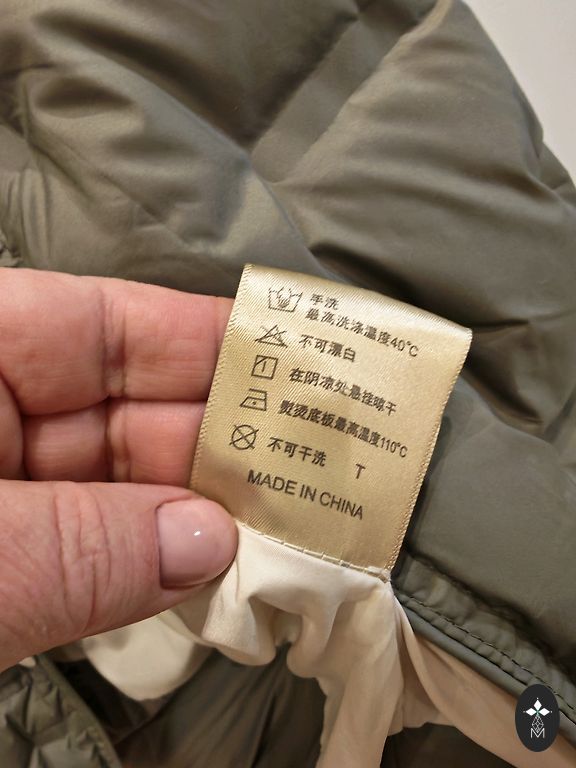 手洗
最高洗涤温度40°C
不可漂白
在阴凉处悬挂晾干
熨烫底板最高温度110°C
不可干洗 T
MADE IN CHINA
M